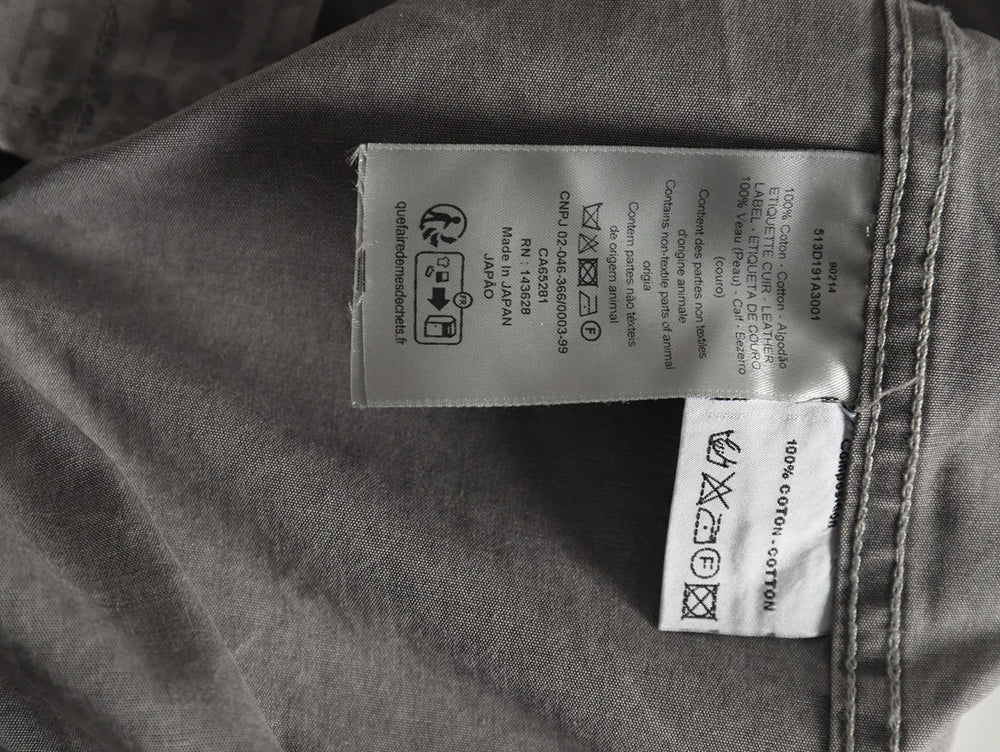 90214
513D191A3001
100% Coton - Cotton - Algodão
ETIQUETTE CUIR - LEATHER
LABEL - ETIQUETA DE COURO
100% Veau (Peau) - Calf - Bezerro
(couro)
Contient des parties non textiles
d'origine animale
Contains non-textile parts of animal
origia
Contem partes não têxteis
de origem animal
F
CNPJ 02-046-366/0003-99
CA65281
RN : 143628
Made In JAPAN
JAPÃO
FR
quefairedemesdechets.fr
Composition
100% COTON - COTTON
F